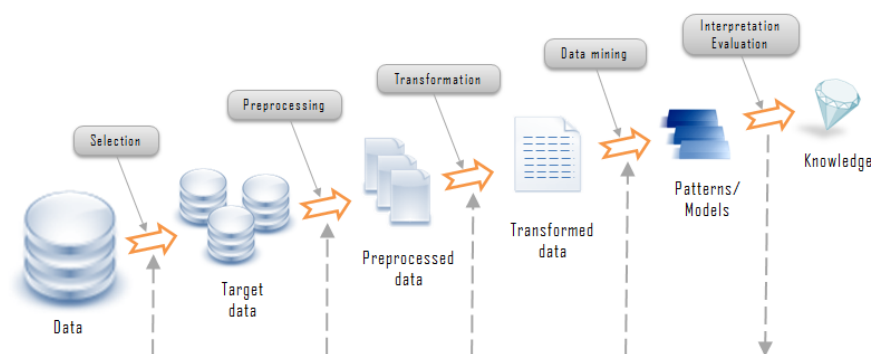 Interpretation
Evaluation
Data mining
Transformation
Preprocessing
Selection
Knowledge
Patterns/
Models
Transformed
data
Preprocessed
data
Target
data
Data